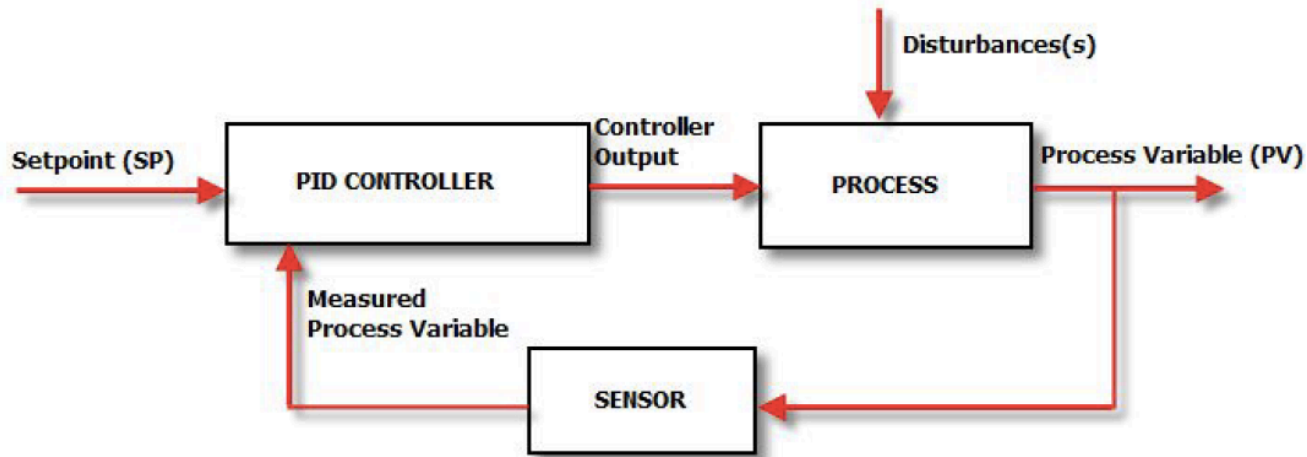 Disturbances(s)
Setpoint (SP)
PID CONTROLLER
Controller
Output
PROCESS
Process Variable (PV)
Measured
Process Variable
SENSOR